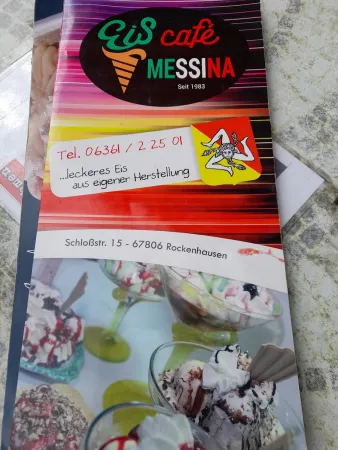 Eis café
MESSINA
Seit 1983
Tel. 06361 / 2 25 01
...leckeres Eis
aus eigener Herstellung
Schloßstr. 15 - 67806 Rockenhausen